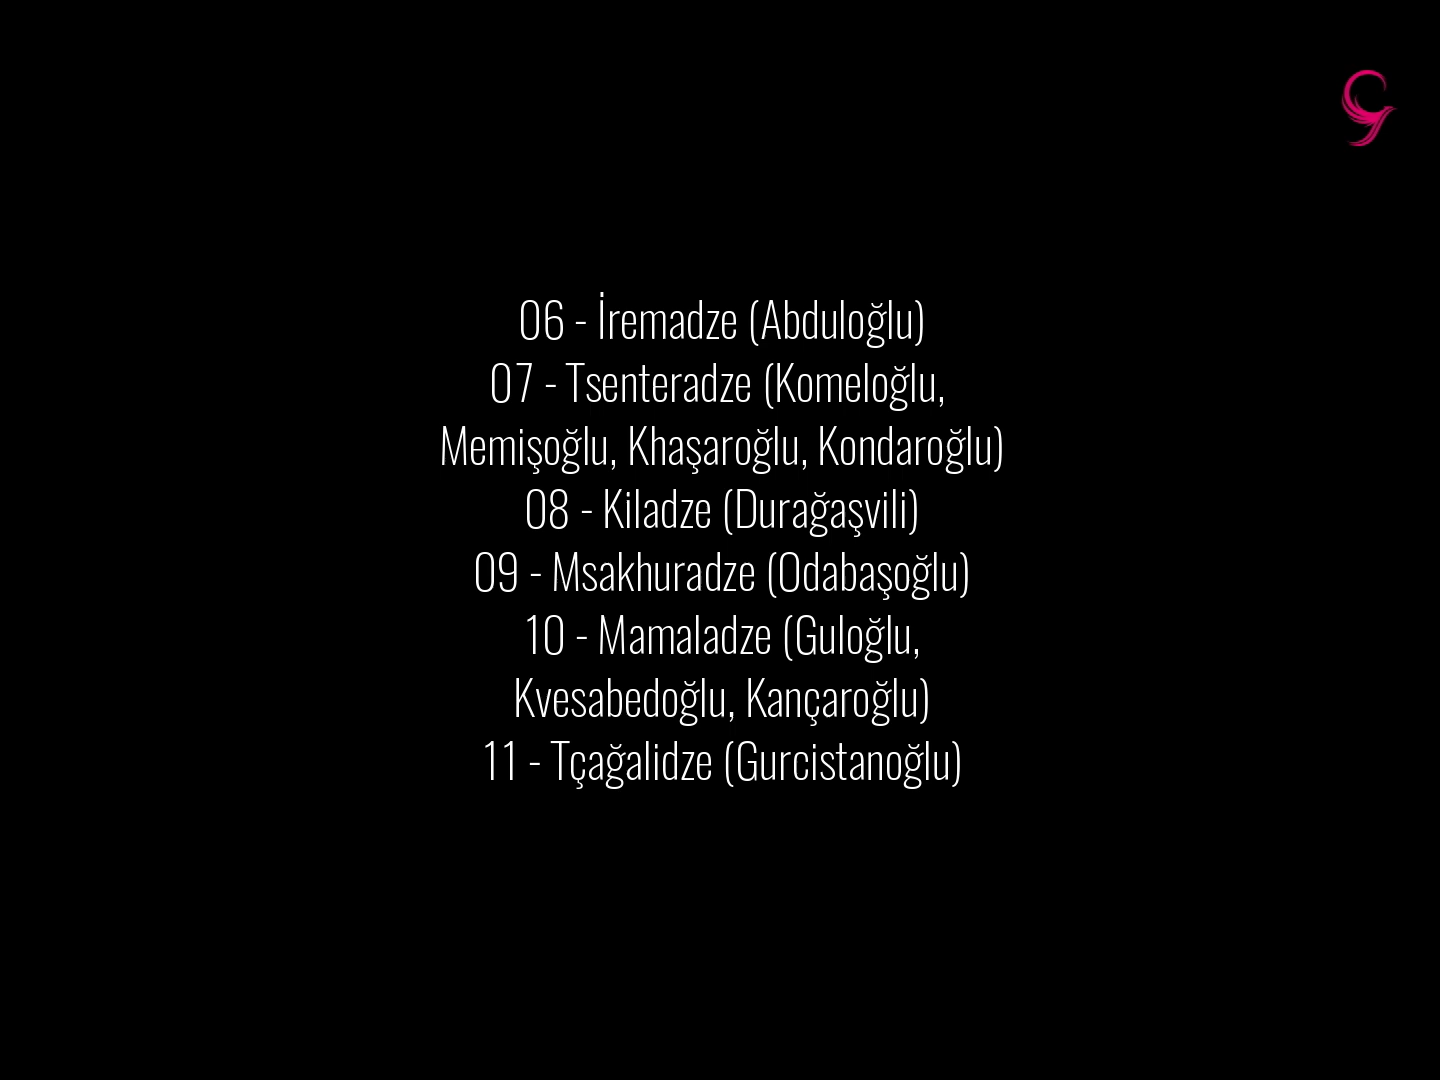 06 - İremadze (Abduloğlu)
07 - Tsenteradze (Komeloğlu,
Memişoğlu, Khaşaroğlu, Kondaroğlu)
08 - Kiladze (Durağaşvili)
09 - Msakhuradze (Odabaşoğlu)
10 - Mamaladze (Guloğlu,
Kvesabedoğlu, Kançaroğlu)
11 - Tçağalidze (Gurcistanoğlu)